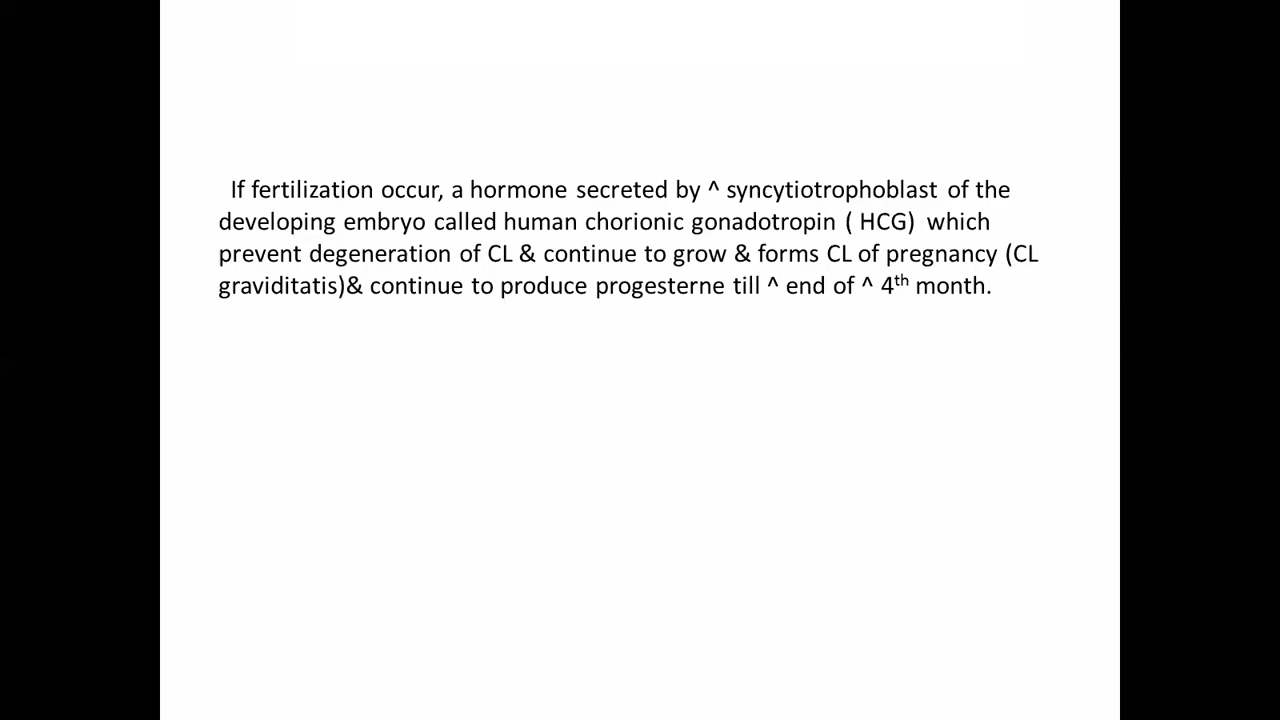 If fertilization occur, a hormone secreted by ^ syncytiotrophoblast of the
developing embryo called human chorionic gonadotropin ( HCG) which
prevent degeneration of CL & continue to grow & forms CL of pregnancy (CL
graviditatis)& continue to produce progesterne till ^ end of ^ 4th month.